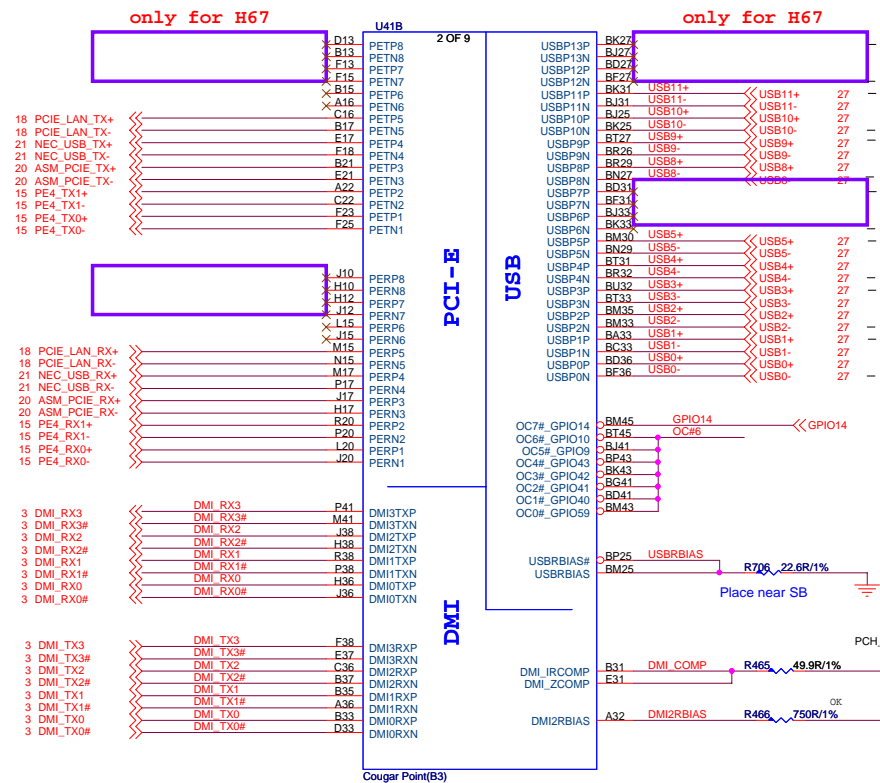 only for H67
only for H67
U41B
2 OF 9
D13 PETP8
B13 PETN8
F13 PETP7
F15 PETN7
B15 PETP6
A16 PETN6
18 PCIE_LAN_TX+ C16 PETP5
18 PCIE_LAN_TX- B17 PETN5
21 NEC_USB_TX+ E17 PETP4
21 NEC_USB_TX- F18 PETN4
20 ASM_PCIE_TX+ B21 PETP3
20 ASM_PCIE_TX- E21 PETN3
15 PE4_TX1+ A22 PETP2
15 PE4_TX1- C22 PETN2
15 PE4_TX0+ F23 PETP1
15 PE4_TX0- F25 PETN1
J10 PERP8
H10 PERN8
H12 PERP7
J12 PERN7
L15 PERP6
J15 PERN6
18 PCIE_LAN_RX+ M15 PERP5
18 PCIE_LAN_RX- N15 PERN5
21 NEC_USB_RX+ M17 PERP4
21 NEC_USB_RX- P17 PERN4
20 ASM_PCIE_RX+ J17 PERP3
20 ASM_PCIE_RX- H17 PERN3
15 PE4_RX1+ R20 PERP2
15 PE4_RX1- P20 PERN2
15 PE4_RX0+ L20 PERP1
15 PE4_RX0- J20 PERN1
3 DMI_RX3 DMI_RX3 P41 DMI3TXP
3 DMI_RX3# DMI_RX3# M41 DMI3TXN
3 DMI_RX2 DMI_RX2 J38 DMI2TXP
3 DMI_RX2# DMI_RX2# H38 DMI2TXN
3 DMI_RX1 DMI_RX1 R38 DMI1TXP
3 DMI_RX1# DMI_RX1# P38 DMI1TXN
3 DMI_RX0 DMI_RX0 H36 DMI0TXP
3 DMI_RX0# DMI_RX0# J36 DMI0TXN
3 DMI_TX3 DMI_TX3 F38 DMI3RXP
3 DMI_TX3# DMI_TX3# E37 DMI3RXN
3 DMI_TX2 DMI_TX2 C36 DMI2RXP
3 DMI_TX2# DMI_TX2# B37 DMI2RXN
3 DMI_TX1 DMI_TX1 B35 DMI1RXP
3 DMI_TX1# DMI_TX1# A36 DMI1RXN
3 DMI_TX0 DMI_TX0 B33 DMI0RXP
3 DMI_TX0# DMI_TX0# D33 DMI0RXN
PCI-E
USB
DMI
USBP13P BK27
USBP13N BJ27
USBP12P BD27
USBP12N BF27
USBP11P BK31 USB11+ USB11+ 27
USBP11N BJ31 USB11- USB11- 27
USBP10P BJ25 USB10+ USB10+ 27
USBP10N BK25 USB10- USB10- 27
USBP9P BT27 USB9+ USB9+ 27
USBP9N BR26 USB9- USB9- 27
USBP8P BR29 USB8+ USB8+ 27
USBP8N BN27 USB8- USB8- 27
USBP7P BD31
USBP7N BF31
USBP6P BJ33
USBP6N BK33
USBP5P BM30 USB5+ USB5+ 27
USBP5N BN29 USB5- USB5- 27
USBP4P BT31 USB4+ USB4+ 27
USBP4N BR32 USB4- USB4- 27
USBP3P BU32 USB3+ USB3+ 27
USBP3N BT33 USB3- USB3- 27
USBP2P BM35 USB2+ USB2+ 27
USBP2N BM33 USB2- USB2- 27
USBP1P BA33 USB1+ USB1+ 27
USBP1N BC33 USB1- USB1- 27
USBP0P BD36 USB0+ USB0+ 27
USBP0N BF36 USB0- USB0- 27
OC7#_GPIO14 BM45 GPIO14 GPIO14
OC6#_GPIO10 BT45 OC#6
OC5#_GPIO9 BJ41
OC4#_GPIO43 BP43
OC3#_GPIO42 BK43
OC2#_GPIO41 BG41
OC1#_GPIO40 BD41
OC0#_GPIO59 BM43
USBRBIAS# BP25 USBRBIAS
USBRBIAS BM25 R706 22.6R/1%
Place near SB
PCH_
DMI_IRCOMP B31 DMI_COMP R465 49.9R/1%
DMI_ZCOMP E31
OK
DMI2RBIAS A32 DMI2RBIAS R466 750R/1%
Cougar Point(B3)